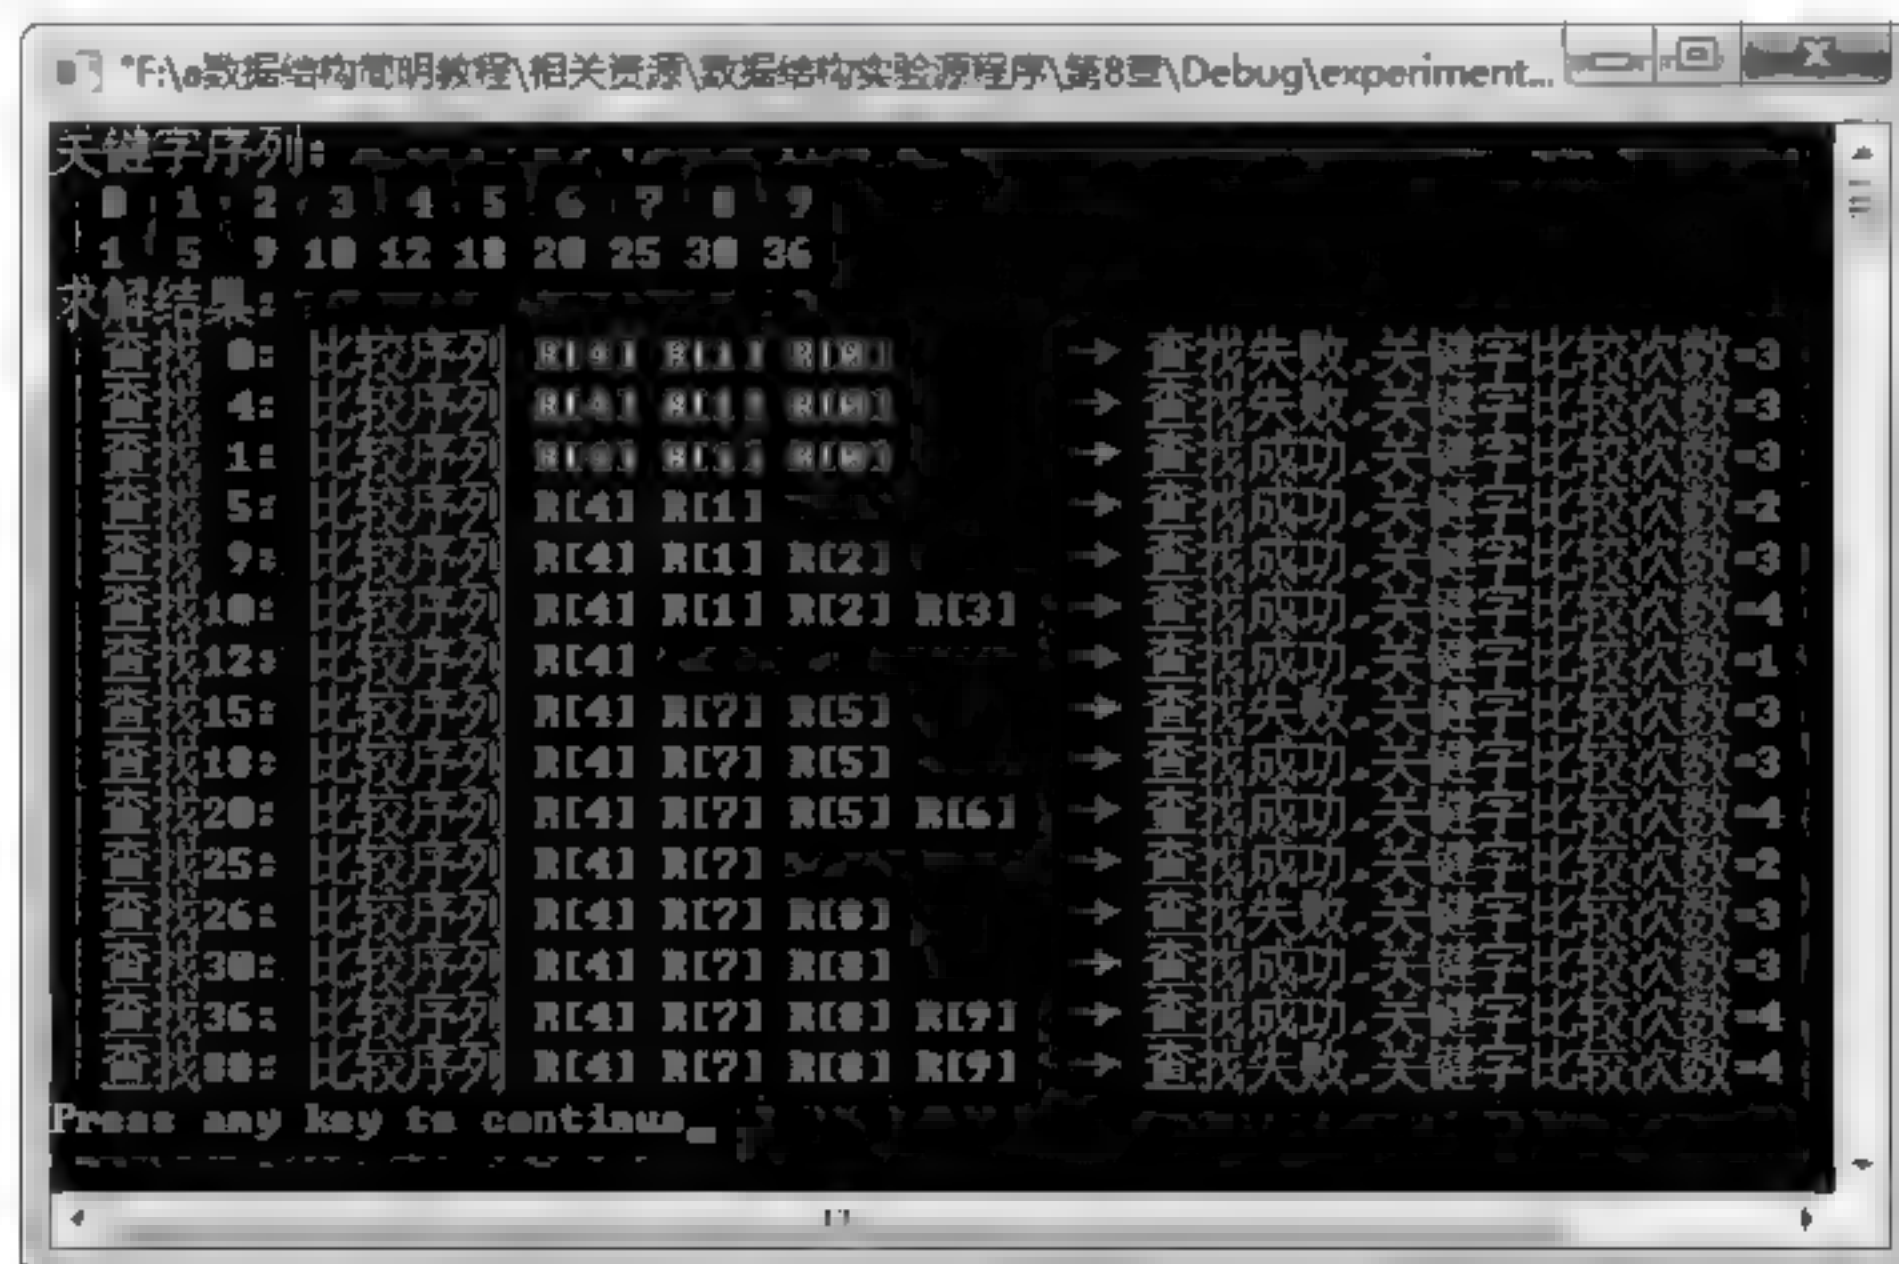 "F:\a数据结构简明教程\相关资源\数据结构实验源程序\第8章\Debug\experiment...
关键字序列:
0 1 2 3 4 5 6 7 8 9
1 5 9 10 12 18 20 25 30 36
求解结果:
查找 0: 比较序列 R[4] R[1] R[0] → 查找失败,关键字比较次数=3
查找 4: 比较序列 R[4] R[1] R[0] → 查找失败,关键字比较次数=3
查找 1: 比较序列 R[4] R[1] R[0] → 查找成功,关键字比较次数=3
查找 5: 比较序列 R[4] R[1] → 查找成功,关键字比较次数=2
查找 9: 比较序列 R[4] R[1] R[2] → 查找成功,关键字比较次数=3
查找10: 比较序列 R[4] R[1] R[2] R[3] → 查找成功,关键字比较次数=4
查找12: 比较序列 R[4] → 查找成功,关键字比较次数=1
查找15: 比较序列 R[4] R[7] R[5] → 查找失败,关键字比较次数=3
查找18: 比较序列 R[4] R[7] R[5] → 查找成功,关键字比较次数=3
查找20: 比较序列 R[4] R[7] R[5] R[6] → 查找成功,关键字比较次数=4
查找25: 比较序列 R[4] R[7] → 查找成功,关键字比较次数=2
查找26: 比较序列 R[4] R[7] R[8] → 查找失败,关键字比较次数=3
查找30: 比较序列 R[4] R[7] R[8] → 查找成功,关键字比较次数=3
查找36: 比较序列 R[4] R[7] R[8] R[9] → 查找成功,关键字比较次数=4
查找 比较序列 R[4] R[7] R[8] R[9] → 查找失败,关键字比较次数=4
Press any key to continue_